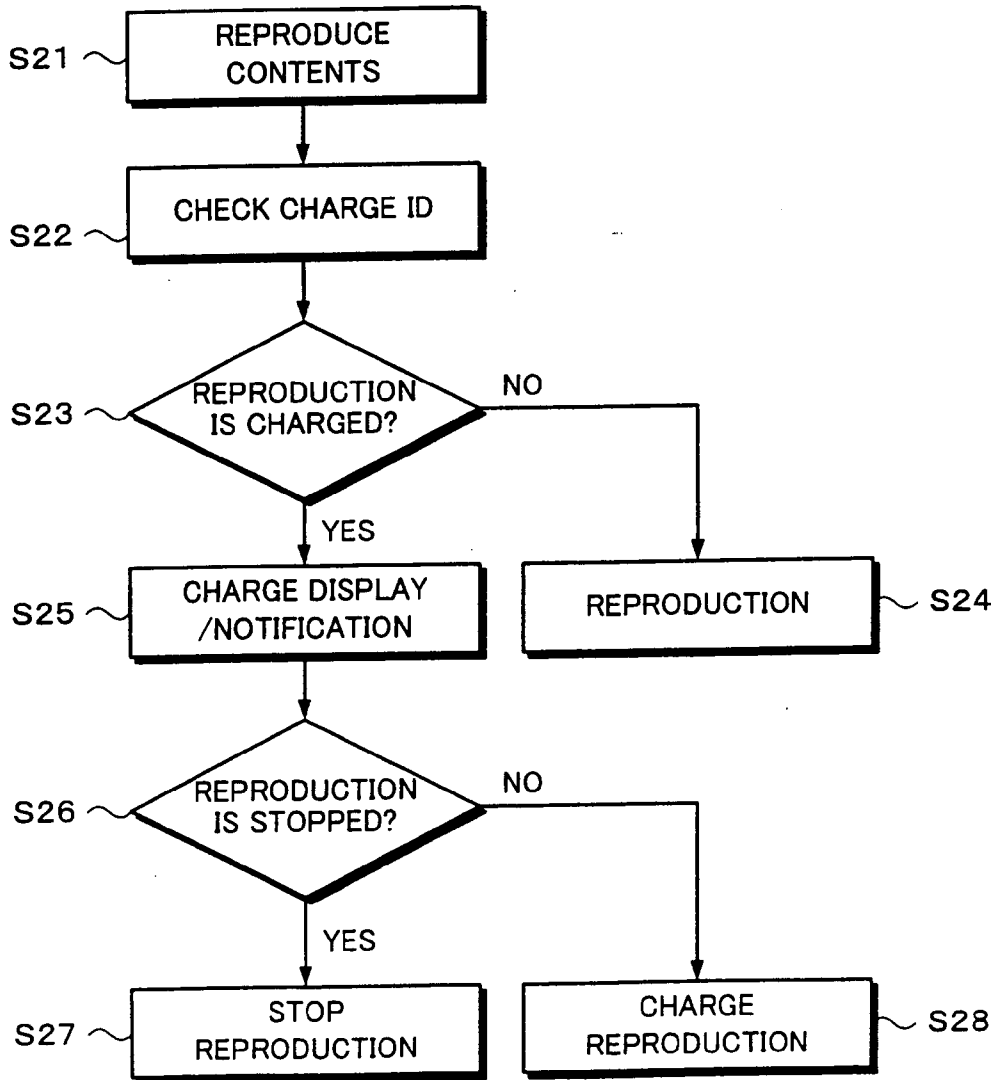 S21
REPRODUCE
CONTENTS
S22
CHECK CHARGE ID
S23
REPRODUCTION
IS CHARGED?
NO
YES
S25
CHARGE DISPLAY
/NOTIFICATION
REPRODUCTION
S24
S26
REPRODUCTION
IS STOPPED?
NO
YES
S27
STOP
REPRODUCTION
CHARGE
REPRODUCTION
S28